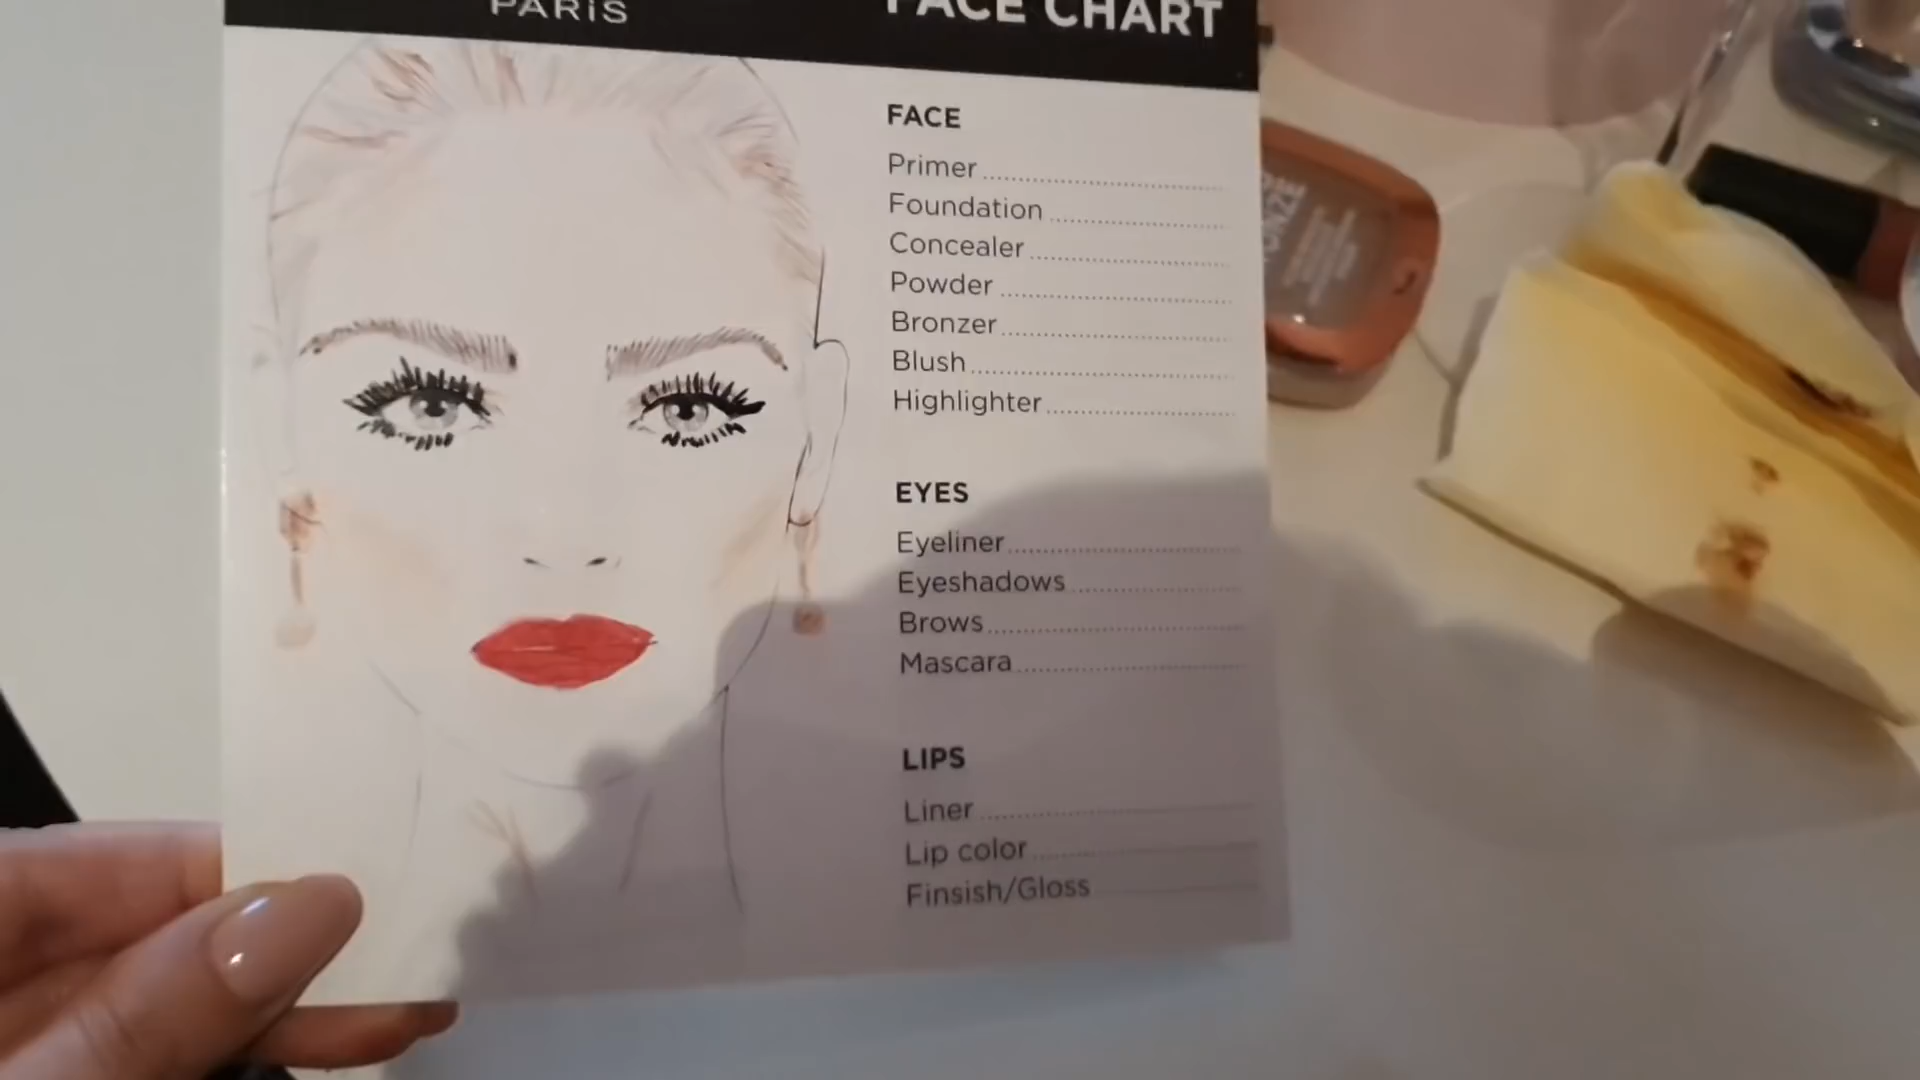 PARIS
FACE CHART
FACE
Primer
Foundation
Concealer
Powder
Bronzer
Blush
Highlighter
EYES
Eyeliner
Eyeshadows
Brows
Mascara
LIPS
Liner
Lip color
Finsish/Gloss